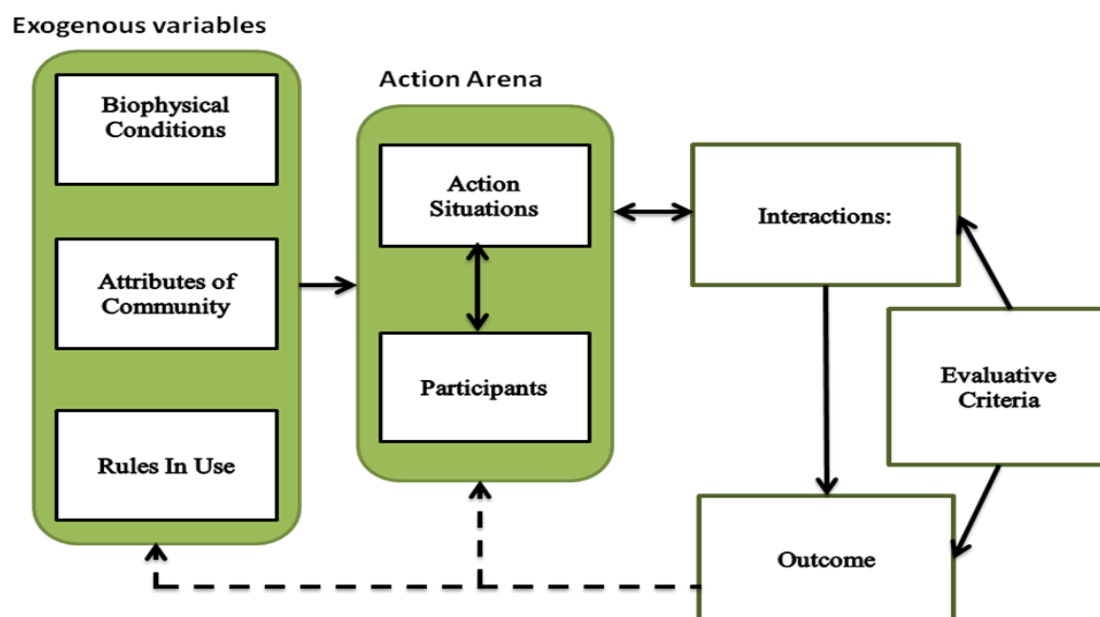 Exogenous variables
Biophysical
Conditions
Attributes of
Community
Rules In Use
Action Arena
Action
Situations
Participants
Interactions:
Evaluative
Criteria
Outcome